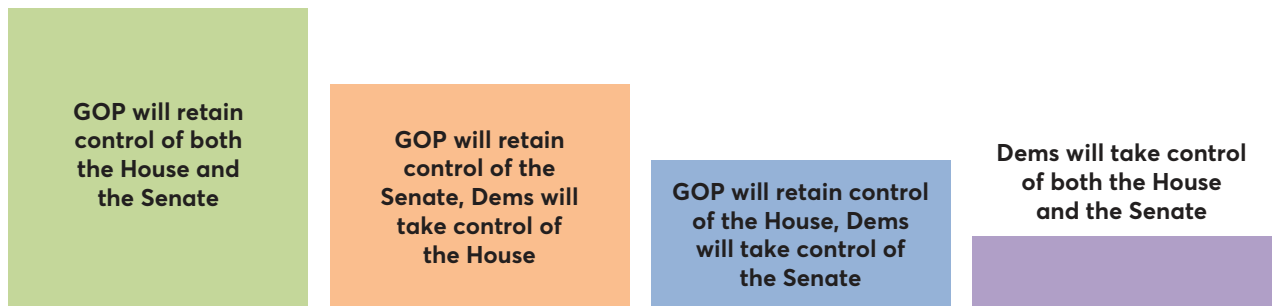 GOP will retain
control of both
the House and
the Senate
GOP will retain
control of the
Senate, Dems will
take control of
the House
GOP will retain control
of the House, Dems
will take control of
the Senate
Dems will take control
of both the House
and the Senate